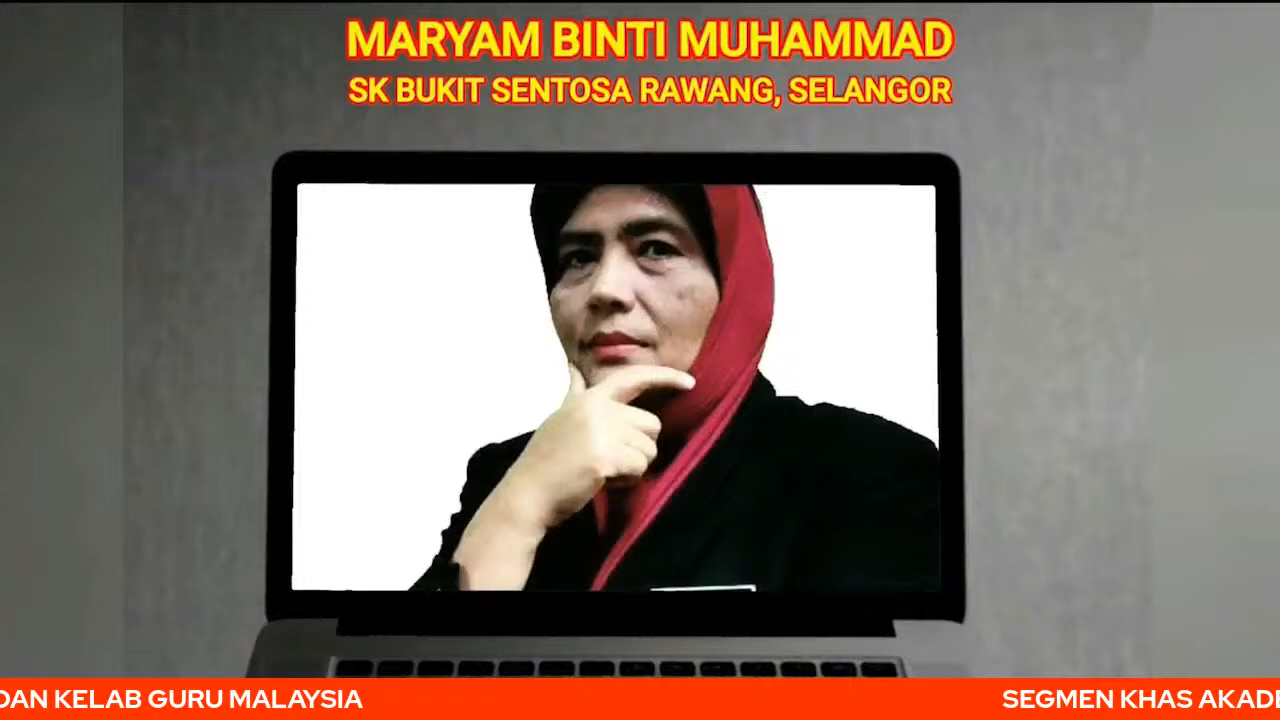 MARYAM BINTI MUHAMMAD
SK BUKIT SENTOSA RAWANG, SELANGOR
DAN KELAB GURU MALAYSIA
SEGMEN KHAS